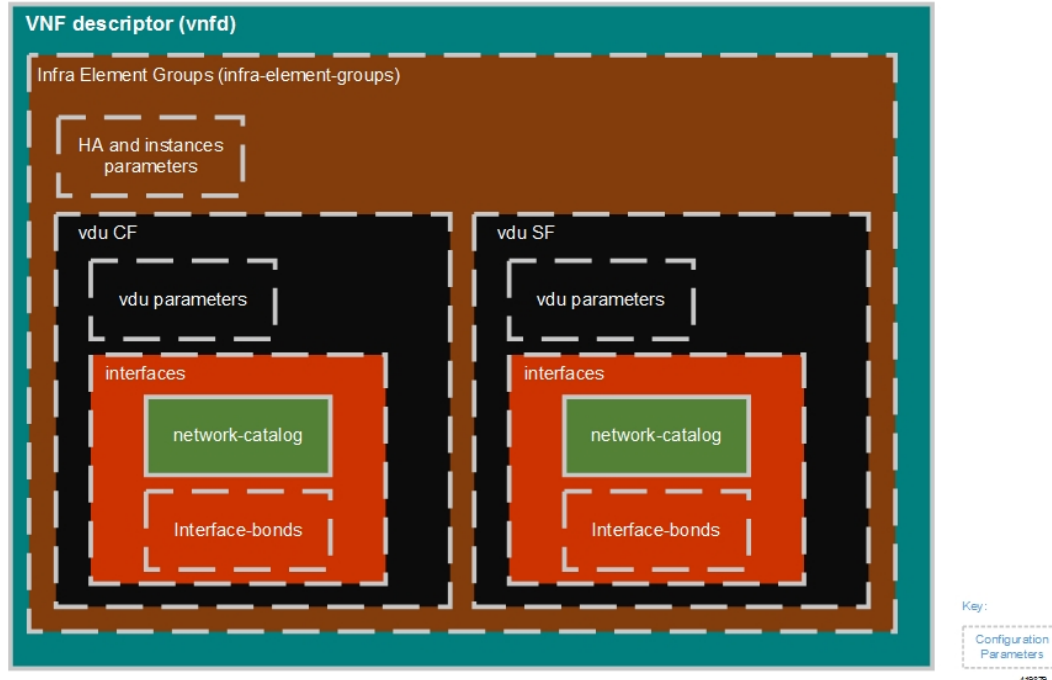 VNF descriptor (vnfd)
Infra Element Groups (infra-element-groups)
HA and instances
parameters
vdu CF
vdu SF
vdu parameters
vdu parameters
interfaces
interfaces
network-catalog
network-catalog
Interface-bonds
Interface-bonds
Key:
Configuration
Parameters